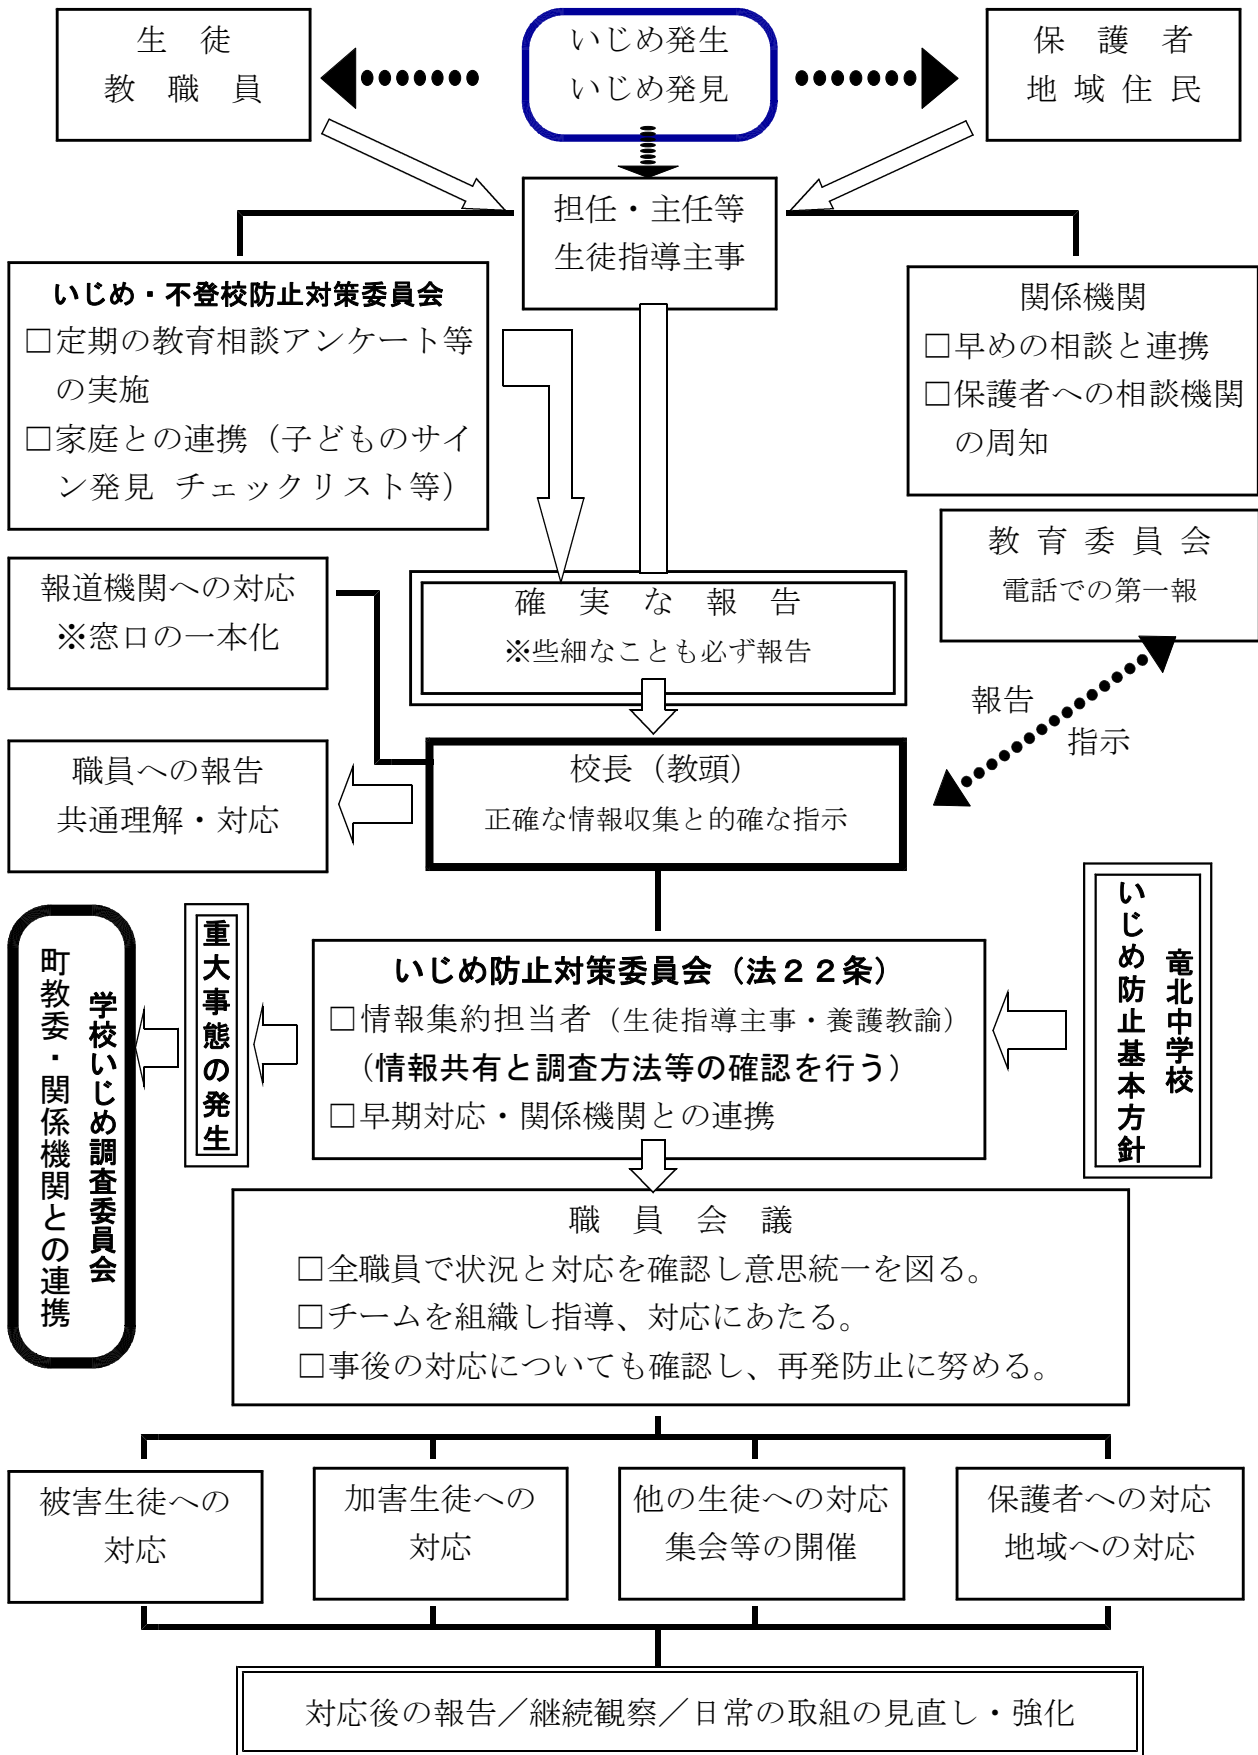 生　徒
教　職　員
いじめ発生
いじめ発見
保　護　者
地 域 住 民
担任・主任等
生徒指導主事
いじめ・不登校防止対策委員会
□定期の教育相談アンケート等
の実施
□家庭との連携（子どものサイ
ン発見 チェックリスト等）
関係機関
□早めの相談と連携
□保護者への相談機関
の周知
教 育 委 員 会
電話での第一報
報道機関への対応
※窓口の一本化
確　実　な　報　告
※些細なことも必ず報告
報告
指示
職員への報告
共通理解・対応
校長（教頭）
正確な情報収集と的確な指示
竜北中学校
いじめ防止基本方針
いじめ防止対策委員会（法２２条）
□情報集約担当者（生徒指導主事・養護教諭）
（情報共有と調査方法等の確認を行う）
□早期対応・関係機関との連携
重大事態の発生
学校いじめ調査委員会
町教委・関係機関との連携
職　員　会　議
□全職員で状況と対応を確認し意思統一を図る。
□チームを組織し指導、対応にあたる。
□事後の対応についても確認し、再発防止に努める。
被害生徒への
対応
加害生徒への
対応
他の生徒への対応
集会等の開催
保護者への対応
地域への対応
対応後の報告／継続観察／日常の取組の見直し・強化